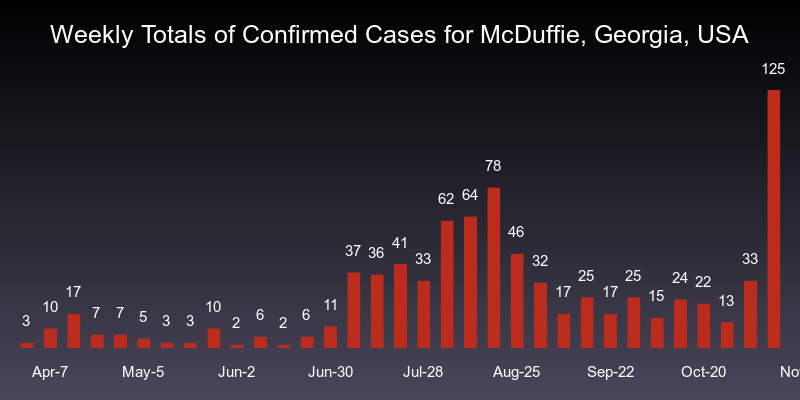 Weekly Totals of Confirmed Cases for McDuffie, Georgia, USA
3 10 17 7 7 5 3 3 10 2 6 2 6 11 37 36 41 33 62 64 78 46 32 17 25 17 25 15 24 22 13 33 125
Apr-7 May-5 Jun-2 Jun-30 Jul-28 Aug-25 Sep-22 Oct-20